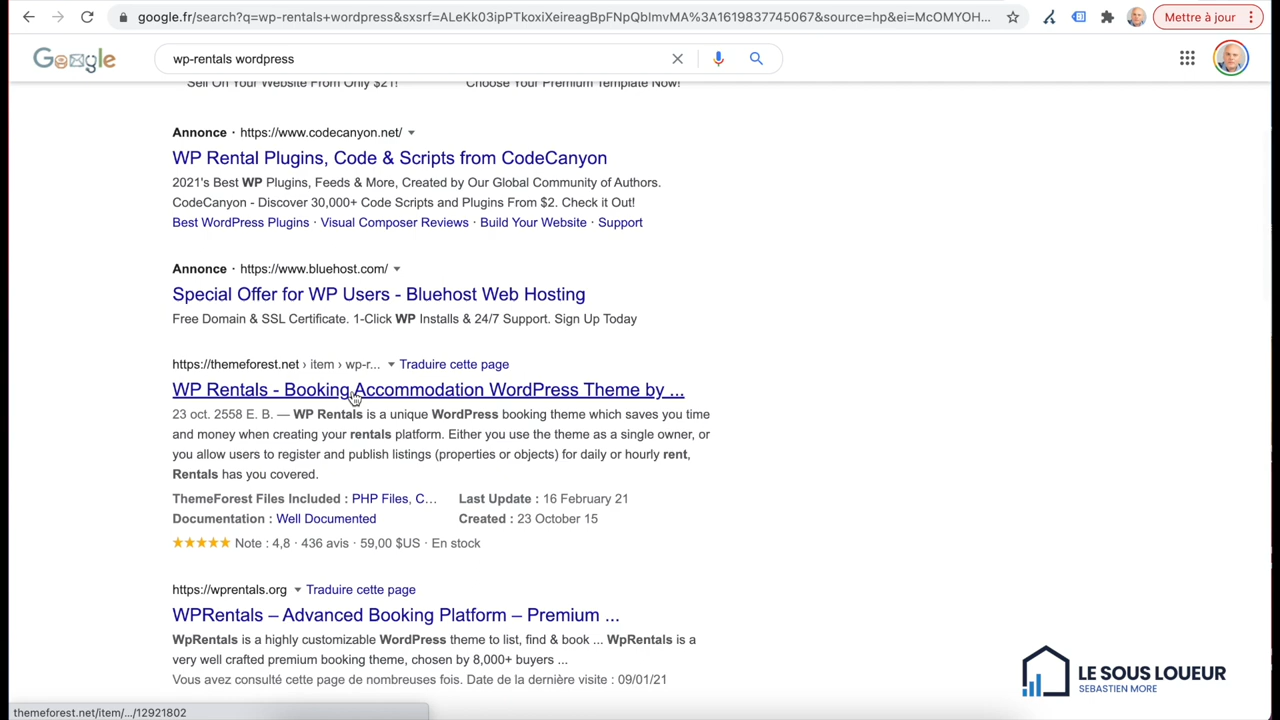 google.fr/search?q=wp-rentals+wordpress&sxsrf=ALeKk03ipPTkoxiXeireagBpFNpQbImvMA%3A1619837745067&source=hp&ei=McOMYOH...
Mettre à jour
Google
wp-rentals wordpress
Sell On Your Website From Only $21!
Choose Your Premium Template Now!
Annonce · https://www.codecanyon.net/
WP Rental Plugins, Code & Scripts from CodeCanyon
2021's Best WP Plugins, Feeds & More, Created by Our Global Community of Authors.
CodeCanyon - Discover 30,000+ Code Scripts and Plugins From $2. Check it Out!
Best WordPress Plugins · Visual Composer Reviews · Build Your Website · Support
Annonce · https://www.bluehost.com/
Special Offer for WP Users - Bluehost Web Hosting
Free Domain & SSL Certificate. 1-Click WP Installs & 24/7 Support. Sign Up Today
https://themeforest.net › item › wp-r... Traduire cette page
WP Rentals - Booking Accommodation WordPress Theme by ...
23 oct. 2558 E. B. — WP Rentals is a unique WordPress booking theme which saves you time
and money when creating your rentals platform. Either you use the theme as a single owner, or
you allow users to register and publish listings (properties or objects) for daily or hourly rent,
Rentals has you covered.
ThemeForest Files Included : PHP Files, C... Last Update : 16 February 21
Documentation : Well Documented Created : 23 October 15
Note : 4,8 · 436 avis · 59,00 $US · En stock
https://wprentals.org Traduire cette page
WPRentals – Advanced Booking Platform – Premium ...
WpRentals is a highly customizable WordPress theme to list, find & book ... WpRentals is a
very well crafted premium booking theme, chosen by 8,000+ buyers ...
Vous avez consulté cette page de nombreuses fois. Date de la dernière visite : 09/01/21
LE SOUS LOUEUR
SEBASTIEN MORE
themeforest.net/item/.../12921802